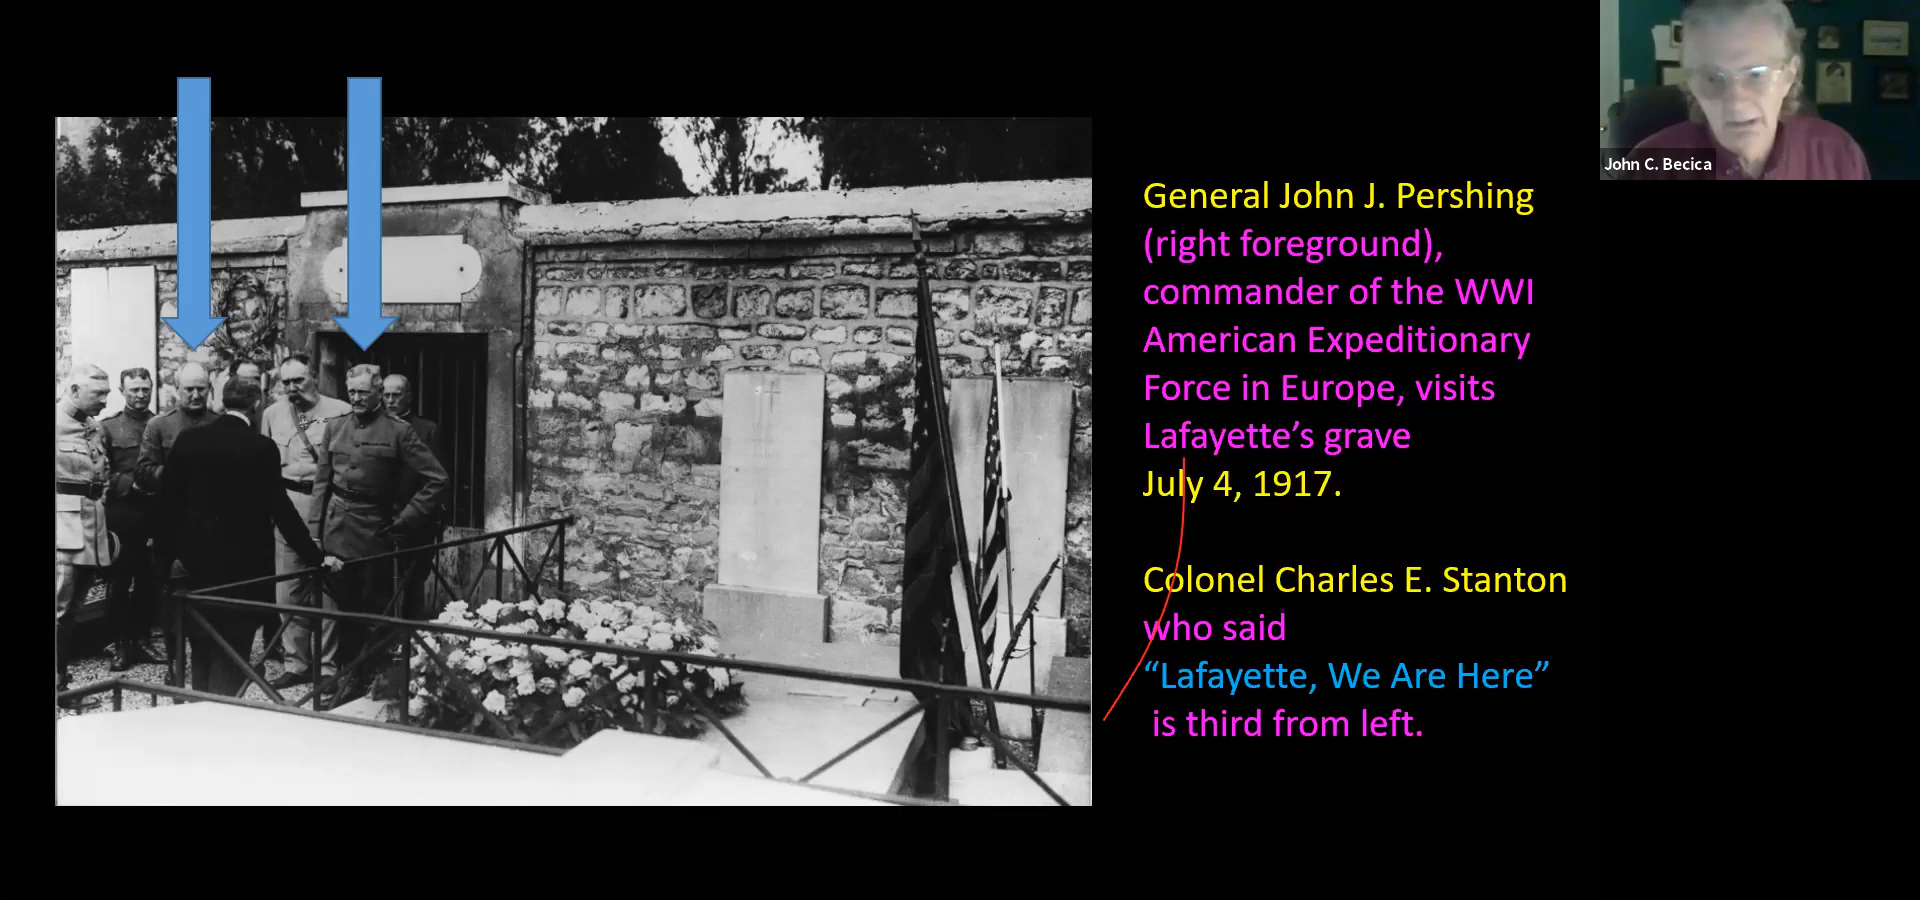 John C. Becica
General John J. Pershing
(right foreground),
commander of the WWI
American Expeditionary
Force in Europe, visits
Lafayette’s grave
July 4, 1917.
Colonel Charles E. Stanton
who said
“Lafayette, We Are Here”
is third from left.